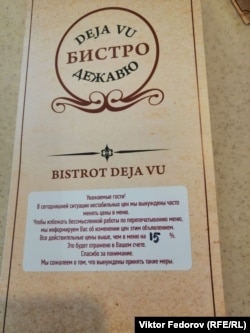 DEJA VU
БИСТРО
ДЕЖАВЮ
BISTROT DEJA VU
Уважаемые гости!
В сегодняшней ситуации нестабильных цен мы вынуждены часто
менять цены в меню.
Чтобы избежать бессмысленной работы по перепечатыванию меню,
мы информируем Вас об изменении цен этим объявлением.
Все действительные цены выше, чем в меню на 15 %.
Это будет отражено в Вашем счете.
Спасибо за понимание.
Мы сожалеем о том, что вынуждены принять такие меры.
Viktor Fedorov (RFE/RL)